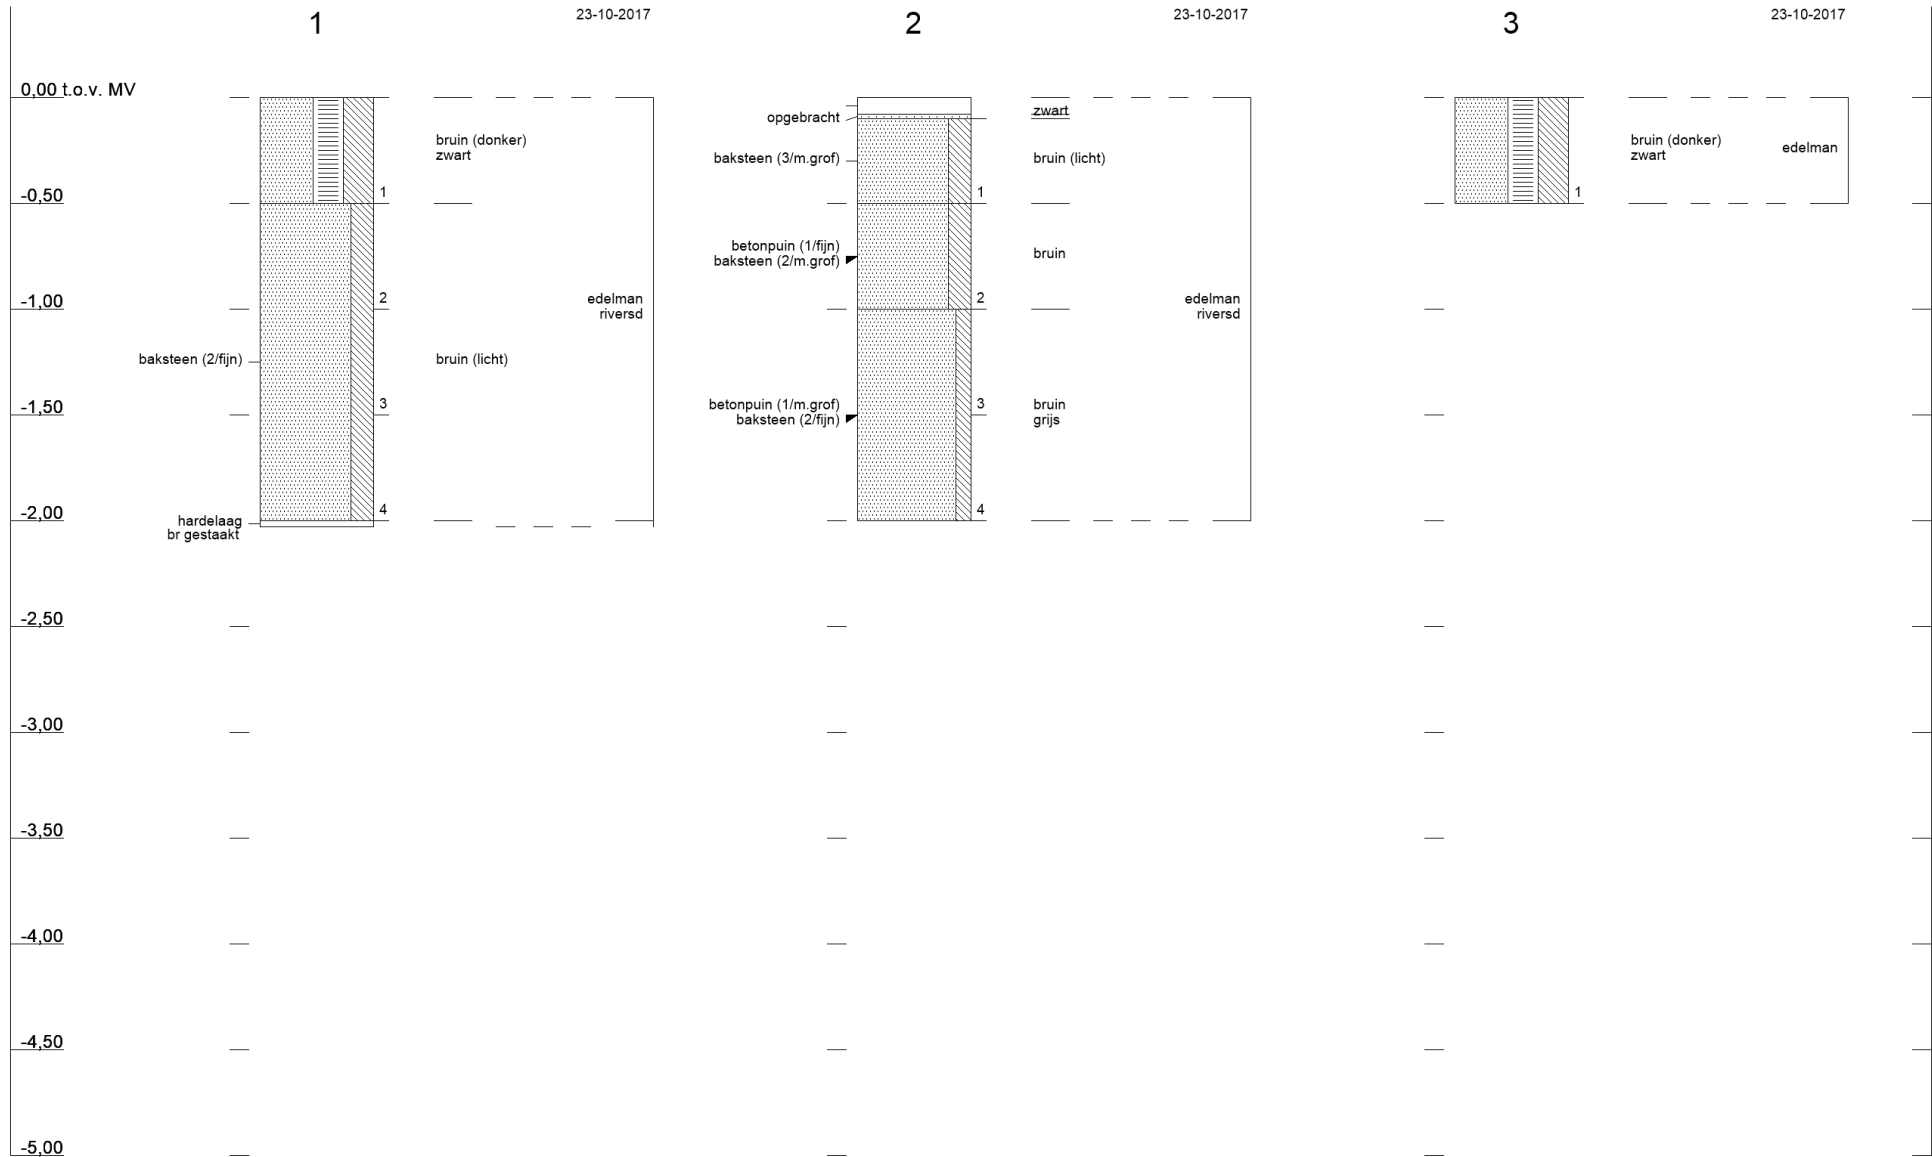 1
23-10-2017
2
23-10-2017
3
23-10-2017
0,00 t.o.v. MV
-0,50
-1,00
-1,50
-2,00
-2,50
-3,00
-3,50
-4,00
-4,50
-5,00
bruin (donker)
zwart
1
2
edelman
riversd
baksteen (2/fijn)
bruin (licht)
3
4
hardelaag
br gestaakt
zwart
opgebracht
baksteen (3/m.grof)
bruin (licht)
1
betonpuin (1/fijn)
baksteen (2/m.grof)
bruin
2
edelman
riversd
betonpuin (1/m.grof)
baksteen (2/fijn)
3
bruin
grijs
4
bruin (donker)
zwart
edelman
1